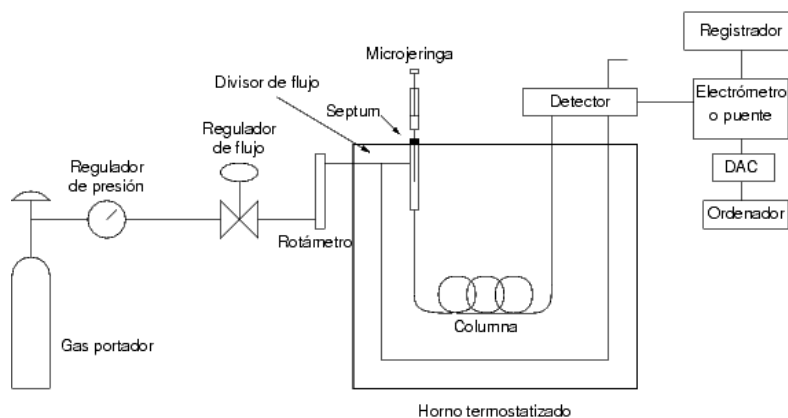 Registrador
Microjeringa
Divisor de flujo
Detector
Electrómetro
o puente
Septum
Regulador
de flujo
Regulador
de presión
DAC
Ordenador
Rotámetro
Columna
Gas portador
Horno termostatizado